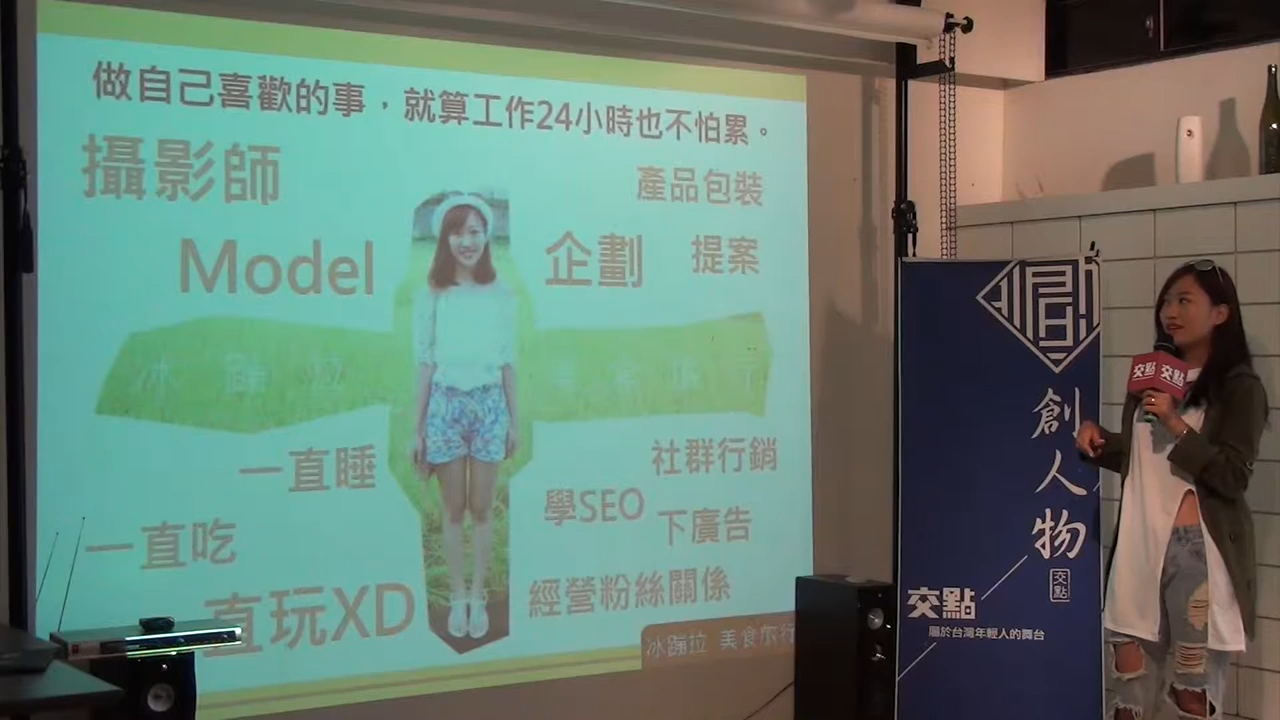 做自己喜歡的事，就算工作24小時也不怕累。
攝影師
Model
產品包裝
企劃
提案
一直睡
一直吃
直玩XD
社群行銷
學SEO
下廣告
經營粉絲關係
冰蹦拉 美食旅行
交點 交點
創人物
交點
交點
屬於台灣年輕人的舞台